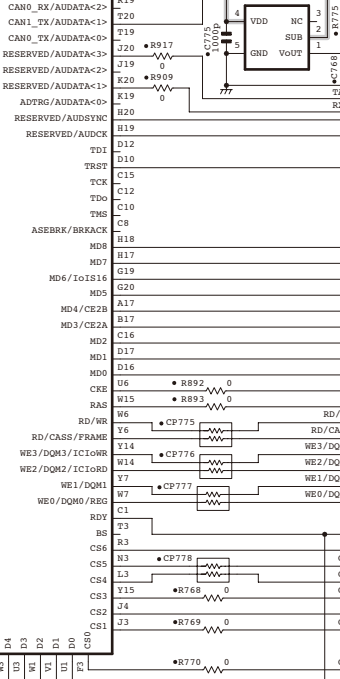 CAN0_RX/AUDATA<2> R19
CAN1_TX/AUDATA<1> T20
CAN0_TX/AUDATA<0> T19
RESERVED/AUDATA<3> J20 R917 0
RESERVED/AUDATA<2> J19
RESERVED/AUDATA<1> K20 R909 0
ADTRG/AUDATA<0> K19
RESERVED/AUDSYNC H20
RESERVED/AUDCK H19
TDI D12
TRST D10
TCK C15
TDo C12
TMS C10
ASEBRK/BRKACK C8
MD8 H18
MD7 H17
MD6/IoIS16 G19
MD5 G20
MD4/CE2B A17
MD3/CE2A B17
MD2 C16
MD1 D17
MD0 D16
CKE U6 R892 0
RAS W15 R893 0
RD/WR W6 CP775 RD/
RD/CASS/FRAME Y6 RD/CA
WE3/DQM3/ICIoWR Y14 CP776 WE3/DQ
WE2/DQM2/ICIoRD W14 WE2/DQ
WE1/DQM1 Y7 CP777 WE1/DQ
WE0/DQM0/REG W7 WE0/DQ
RDY C1
BS T3
CS6 R3
CS5 N3 CP778
CS4 L3
CS3 Y15 R768 0
CS2 J4
CS1 J3 R769 0
R770 0
D4 D3 D2 D1 D0 CS0
W3 U3 W1 V1 U1 F3
C775 1000p
4 VDD NC 3
SUB 2
5 GND VoUT 1
R775
C768
TA
RX